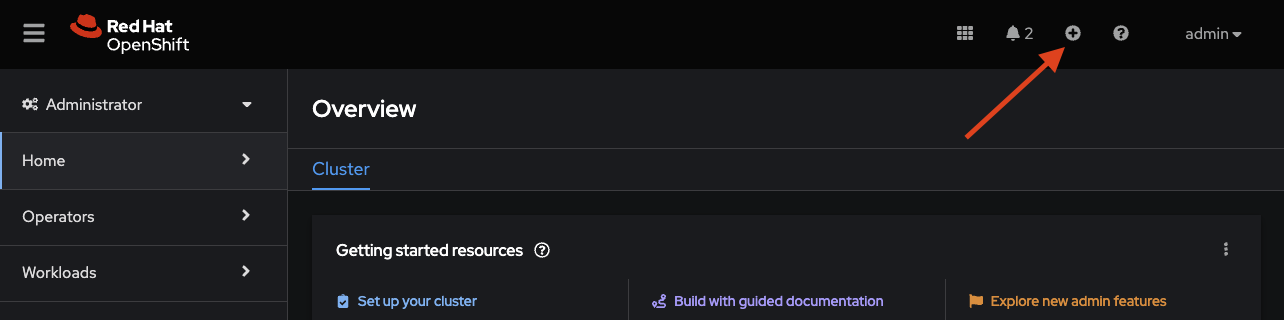 Red Hat
OpenShift
2
admin
Administrator
Overview
Home
Cluster
Operators
Getting started resources
Workloads
Set up your cluster
Build with guided documentation
Explore new admin features